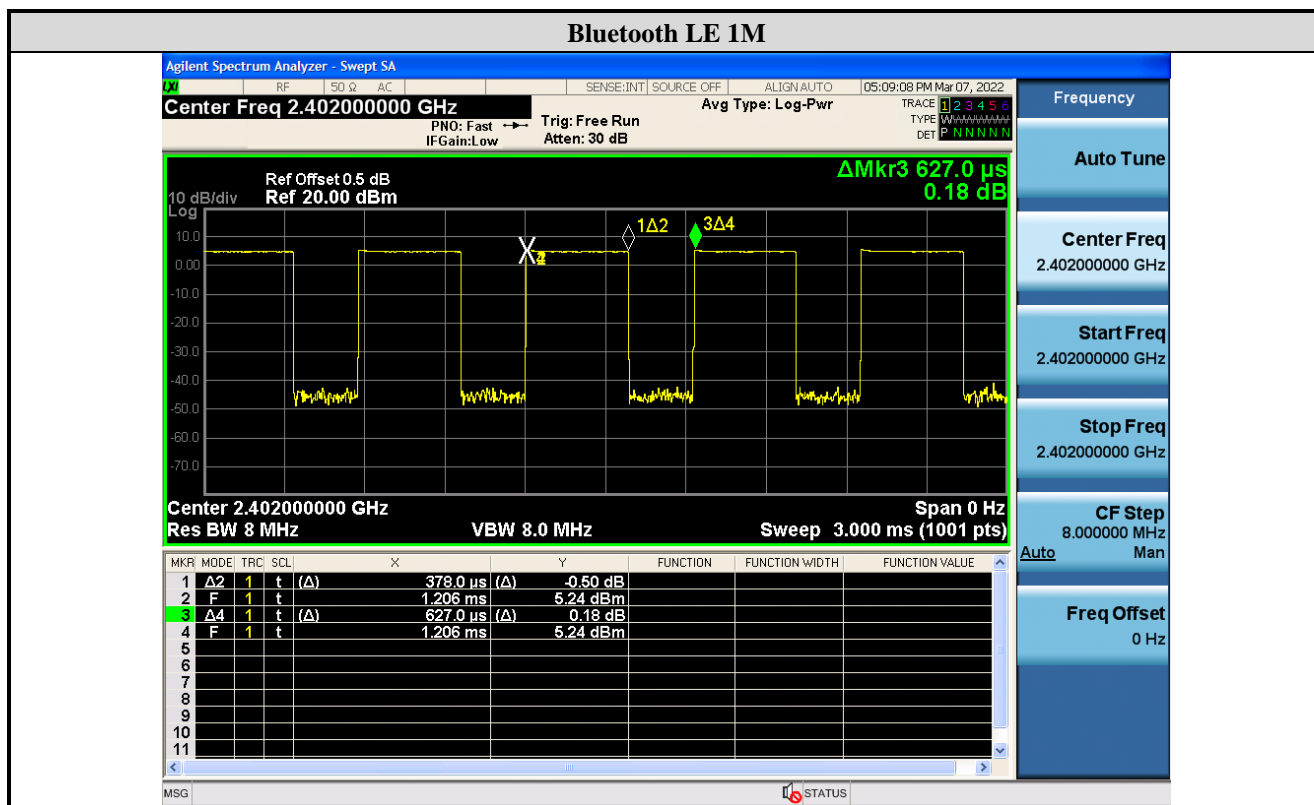 Bluetooth LE 1M
Agilent Spectrum Analyzer - Swept SA
LXI RF 50 Ω AC SENSE:INT SOURCE OFF ALIGN AUTO 05:09:08 PM Mar 07, 2022
Center Freq 2.402000000 GHz
Avg Type: Log-Pwr
TRACE 1 2 3 4 5 6
TYPE
DET P N N N N N
PNO: Fast
IFGain:Low
Trig: Free Run
Atten: 30 dB
ΔMkr3 627.0 µs
0.18 dB
Ref Offset 0.5 dB
10 dB/div Ref 20.00 dBm
Log
10.0
0.00
-10.0
-20.0
-30.0
-40.0
-50.0
-60.0
-70.0
1Δ2
3Δ4
Center 2.402000000 GHz Span 0 Hz
Res BW 8 MHz VBW 8.0 MHz Sweep 3.000 ms (1001 pts)
MKR MODE TRC SCL X Y FUNCTION FUNCTION WIDTH FUNCTION VALUE
1 Δ2 1 t (Δ) 378.0 µs (Δ) -0.50 dB
2 F 1 t 1.206 ms 5.24 dBm
3 Δ4 1 t (Δ) 627.0 µs (Δ) 0.18 dB
4 F 1 t 1.206 ms 5.24 dBm
5
6
7
8
9
10
11
MSG STATUS
Frequency
Auto Tune
Center Freq
2.402000000 GHz
Start Freq
2.402000000 GHz
Stop Freq
2.402000000 GHz
CF Step
8.000000 MHz
Auto Man
Freq Offset
0 Hz